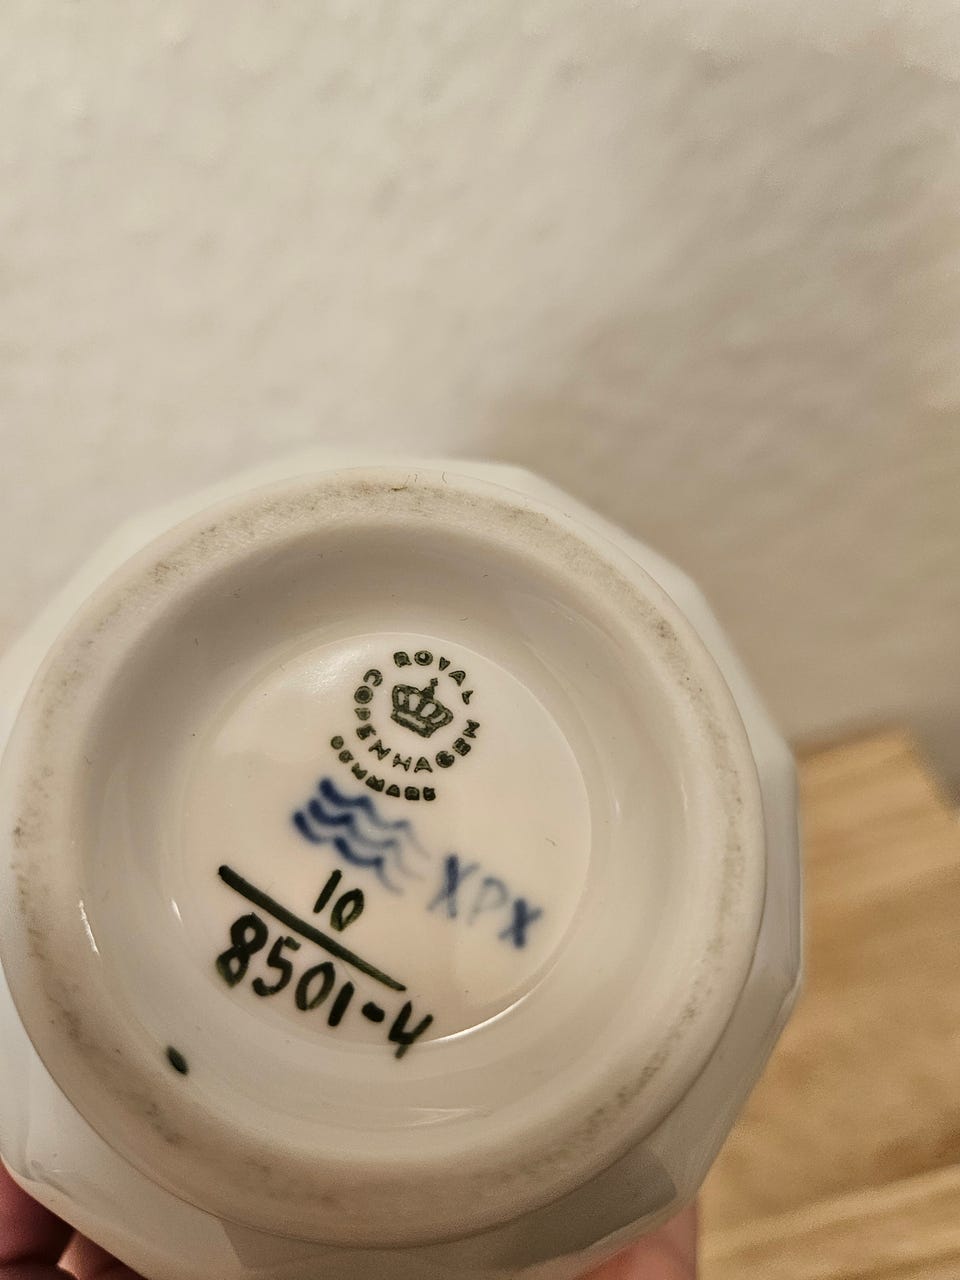 ROYAL
COPENHAGEN
DENMARK
XPX
10
8501-4